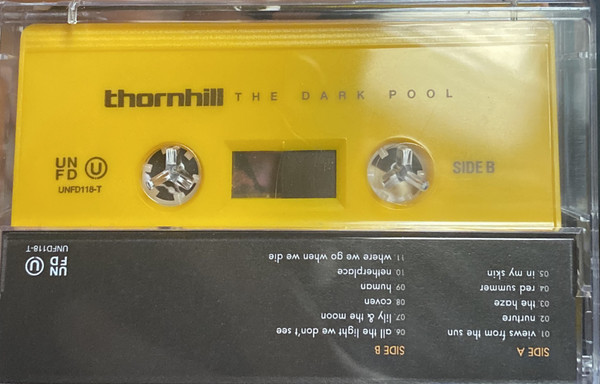 thornhill THE DARK POOL
UN
FD
U
UNFD118-T
SIDE B
SIDE A
01. views from the sun
02. nurture
03. the haze
04. red summer
05. in my skin
SIDE B
06. all the light we don't see
07. lily & the moon
08. coven
09. human
10. netherplace
11. where we go when we die
UN
FD
U
UNFD118-T